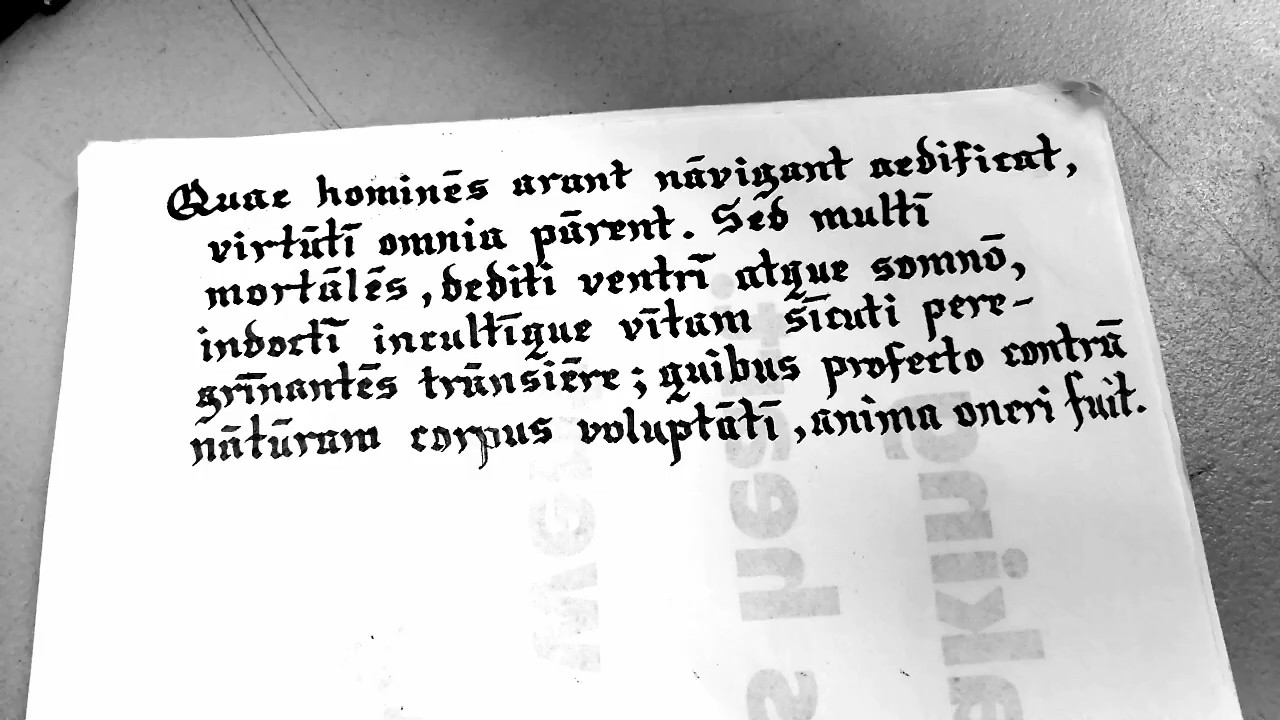 Quae hominēs arant nāvigant aedificat,
virtūtī omnia pārent. Sed multī
mortālēs, dediti ventrī atque somnō,
indoctī incultīque vītam sīcuti pere-
grīnantēs trānsiēre; quibus profecto contrā
nātūram corpus voluptātī, anima oneri fuit.